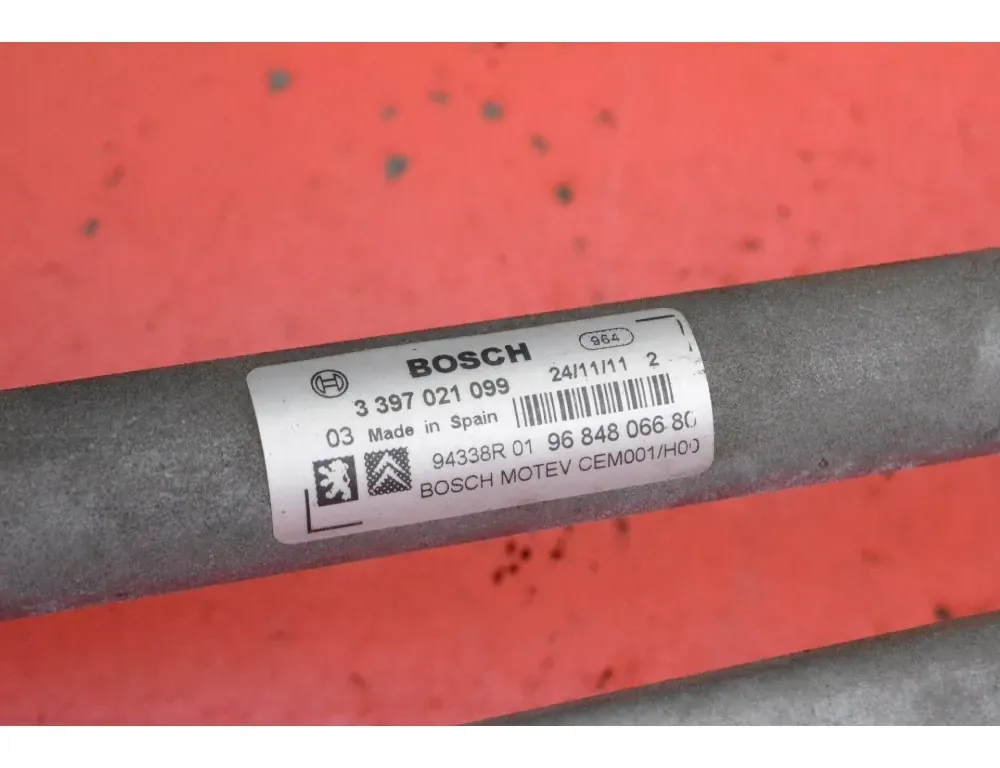 BOSCH 964
3 397 021 099 24/11/11 2
03 Made in Spain
94338R 01 96 848 066 80
BOSCH MOTEV CEM001/H00